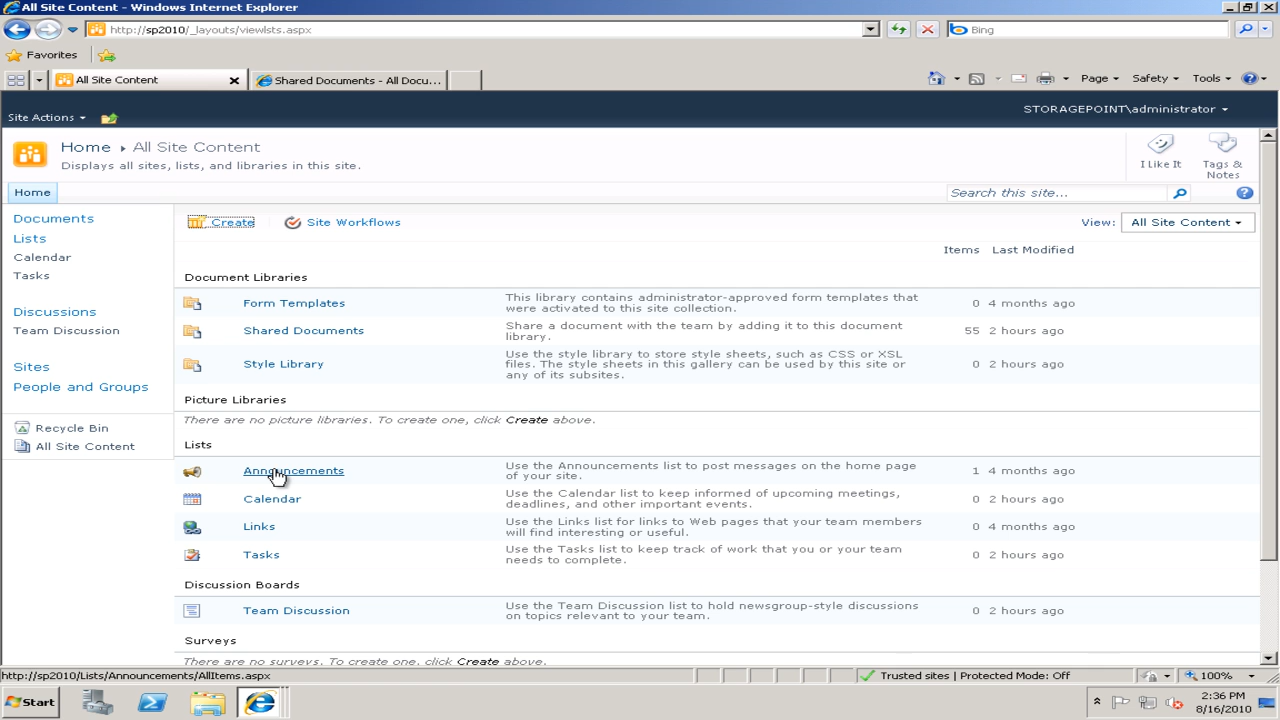 All Site Content - Windows Internet Explorer
http://sp2010/_layouts/viewlsts.aspx
Bing
Favorites
All Site Content
Shared Documents - All Docu...
Page
Safety
Tools
Site Actions
STORAGEPOINT\administrator
Home
All Site Content
Displays all sites, lists, and libraries in this site.
I Like It
Tags &
Notes
Home
Search this site...
Documents
Lists
Calendar
Tasks
Discussions
Team Discussion
Sites
People and Groups
Recycle Bin
All Site Content
Create
Site Workflows
View: All Site Content
Items Last Modified
Document Libraries
Form Templates
This library contains administrator-approved form templates that
were activated to this site collection.
0 4 months ago
Shared Documents
Share a document with the team by adding it to this document
library.
55 2 hours ago
Style Library
Use the style library to store style sheets, such as CSS or XSL
files. The style sheets in this gallery can be used by this site or
any of its subsites.
0 2 hours ago
Picture Libraries
There are no picture libraries. To create one, click Create above.
Lists
Announcements
Use the Announcements list to post messages on the home page
of your site.
1 4 months ago
Calendar
Use the Calendar list to keep informed of upcoming meetings,
deadlines, and other important events.
0 2 hours ago
Links
Use the Links list for links to Web pages that your team members
will find interesting or useful.
0 4 months ago
Tasks
Use the Tasks list to keep track of work that you or your team
needs to complete.
0 2 hours ago
Discussion Boards
Team Discussion
Use the Team Discussion list to hold newsgroup-style discussions
on topics relevant to your team.
0 2 hours ago
Surveys
There are no surveys. To create one, click Create above.
http://sp2010/Lists/Announcements/AllItems.aspx
Trusted sites | Protected Mode: Off
100%
Start
2:36 PM
8/16/2010